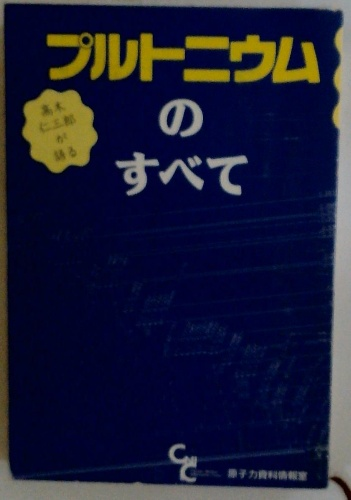 プルトニウム
の
すべて
高木
仁三郎
が
語る
CNIC
原子力資料情報室